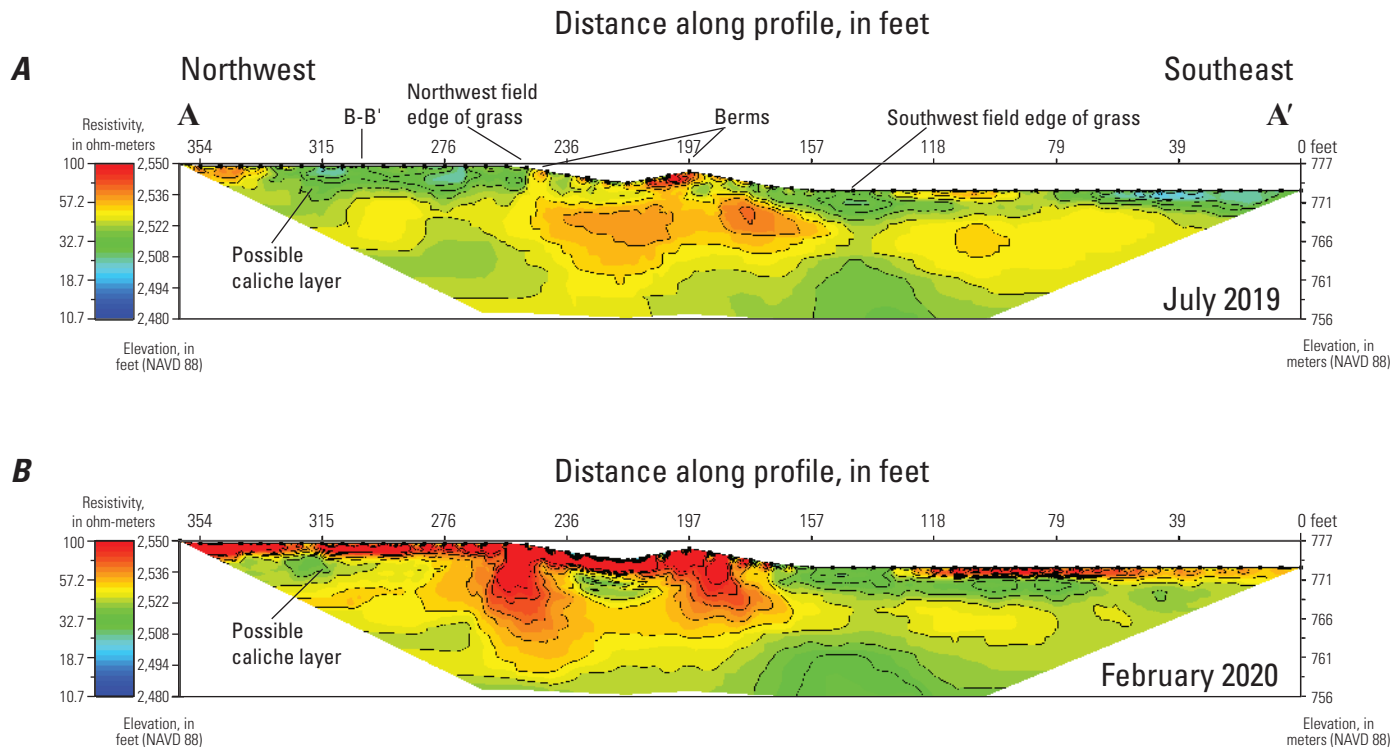 Distance along profile, in feet
A
Northwest
Southeast
A
A′
B-B'
Northwest field
edge of grass
Berms
Southwest field edge of grass
Resistivity,
in ohm-meters
354 315 276 236 197 157 118 79 39 0 feet
100 2,550 777
57.2 2,536 771
32.7 2,522 766
18.7 2,508 761
10.7 2,494 756
2,480
Possible
caliche layer
July 2019
Elevation, in
feet (NAVD 88)
Elevation, in
meters (NAVD 88)
B
Distance along profile, in feet
Resistivity,
in ohm-meters
354 315 276 236 197 157 118 79 39 0 feet
100 2,550 777
57.2 2,536 771
32.7 2,522 766
18.7 2,508 761
10.7 2,494 756
2,480
Possible
caliche layer
February 2020
Elevation, in
feet (NAVD 88)
Elevation, in
meters (NAVD 88)